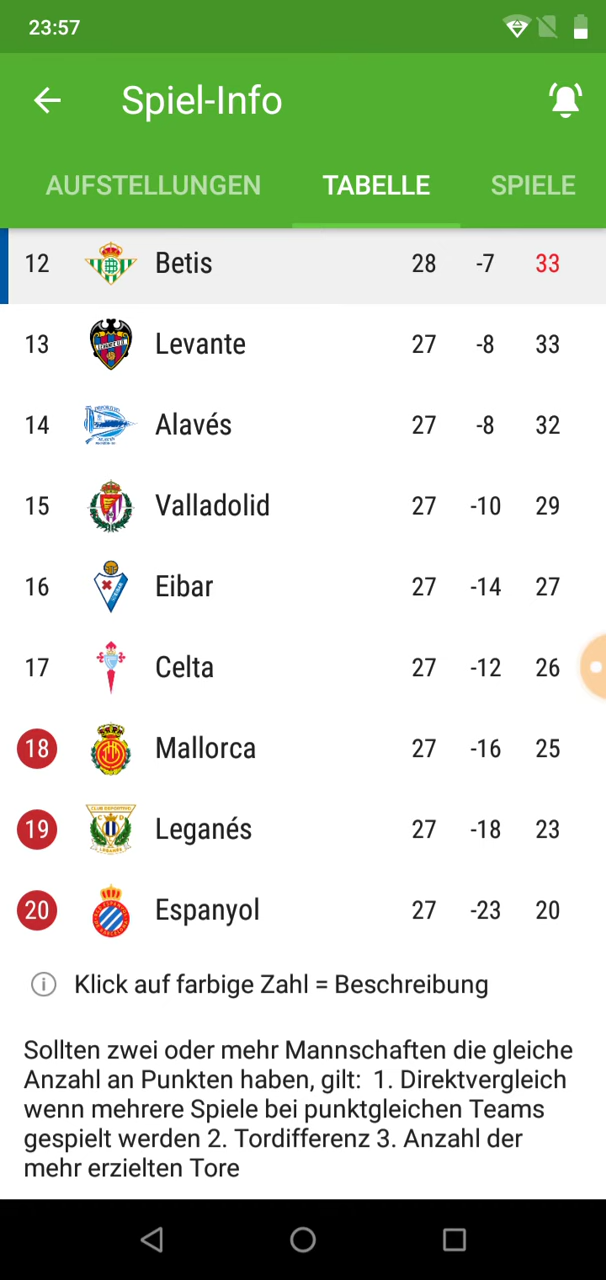 23:57
Spiel-Info
AUFSTELLUNGEN TABELLE SPIELE
12 Betis 28 -7 33
13 Levante 27 -8 33
14 Alavés 27 -8 32
15 Valladolid 27 -10 29
16 Eibar 27 -14 27
17 Celta 27 -12 26
18 Mallorca 27 -16 25
19 Leganés 27 -18 23
20 Espanyol 27 -23 20
Klick auf farbige Zahl = Beschreibung
Sollten zwei oder mehr Mannschaften die gleiche
Anzahl an Punkten haben, gilt: 1. Direktvergleich
wenn mehrere Spiele bei punktgleichen Teams
gespielt werden 2. Tordifferenz 3. Anzahl der
mehr erzielten Tore